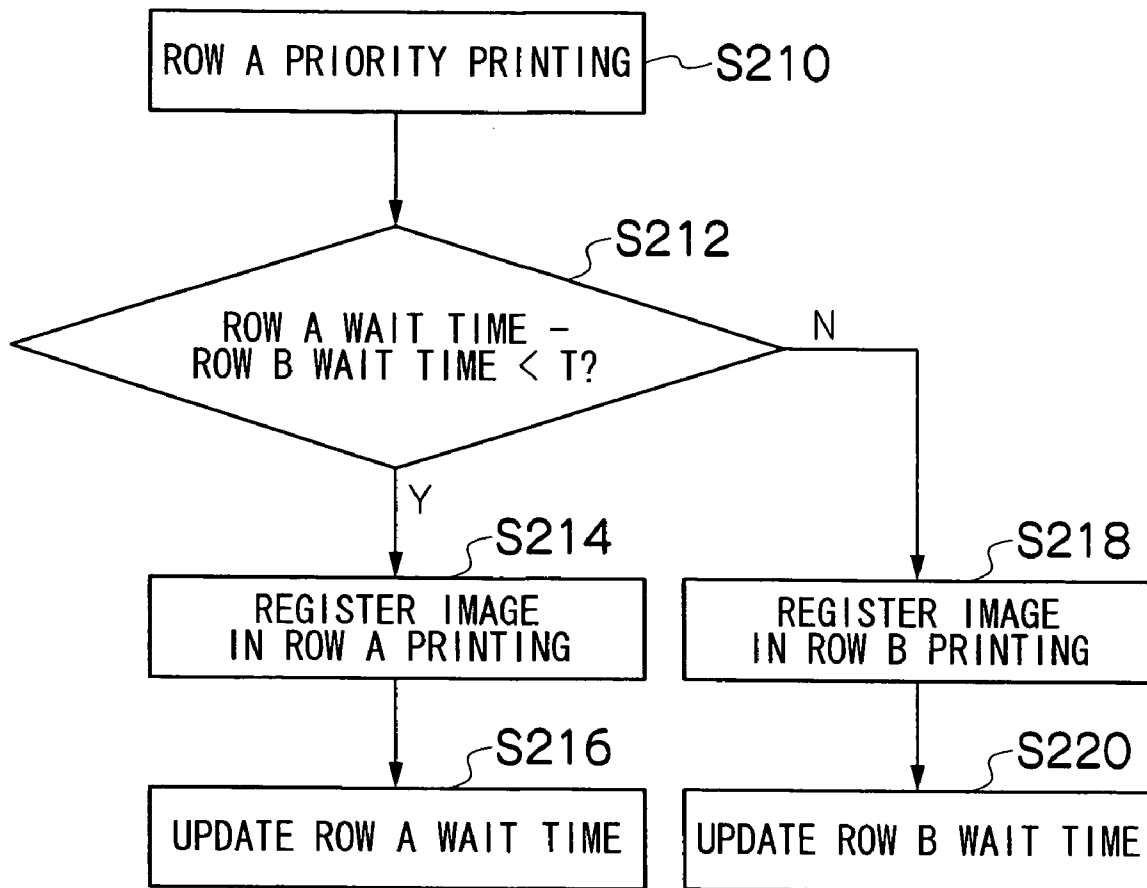 ROW A PRIORITY PRINTING
S210
S212
ROW A WAIT TIME –
ROW B WAIT TIME < T?
N
Y
S214
S218
REGISTER IMAGE
IN ROW A PRINTING
REGISTER IMAGE
IN ROW B PRINTING
S216
S220
UPDATE ROW A WAIT TIME
UPDATE ROW B WAIT TIME